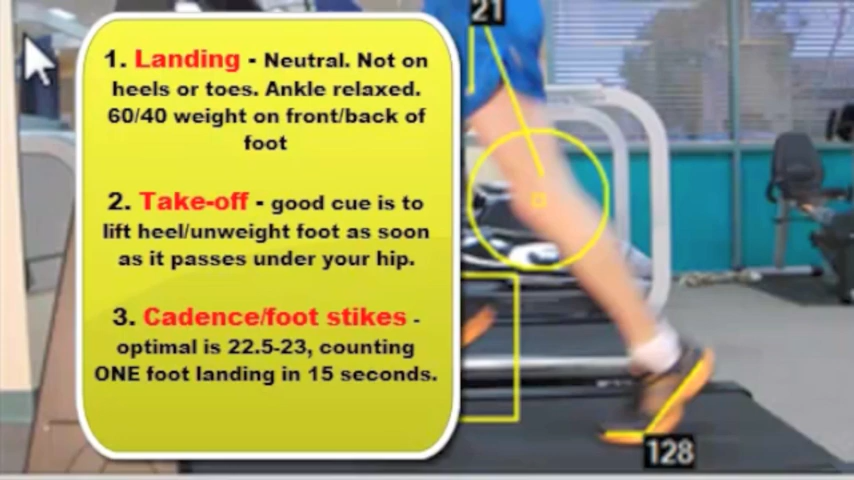 21
1. Landing - Neutral. Not on
heels or toes. Ankle relaxed.
60/40 weight on front/back of
foot
2. Take-off - good cue is to
lift heel/unweight foot as soon
as it passes under your hip.
3. Cadence/foot stikes -
optimal is 22.5-23, counting
ONE foot landing in 15 seconds.
128